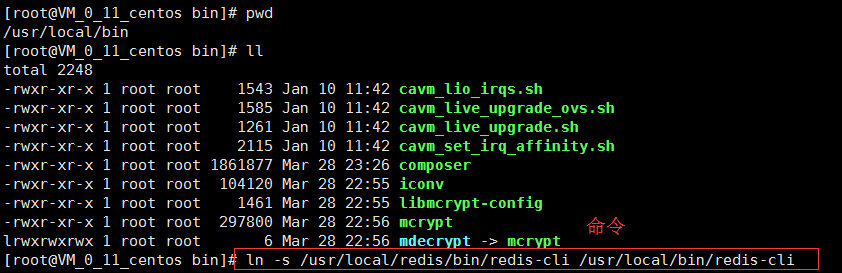 [root@VM_0_11_centos bin]# pwd
/usr/local/bin
[root@VM_0_11_centos bin]# ll
total 2248
-rwxr-xr-x 1 root root    1543 Jan 10 11:42 cavm_lio_irqs.sh
-rwxr-xr-x 1 root root    1585 Jan 10 11:42 cavm_live_upgrade_ovs.sh
-rwxr-xr-x 1 root root    1261 Jan 10 11:42 cavm_live_upgrade.sh
-rwxr-xr-x 1 root root    2115 Jan 10 11:42 cavm_set_irq_affinity.sh
-rwxr-xr-x 1 root root 1861877 Mar 28 23:26 composer
-rwxr-xr-x 1 root root  104120 Mar 28 22:55 iconv
-rwxr-xr-x 1 root root    1461 Mar 28 22:55 libmcrypt-config
-rwxr-xr-x 1 root root  297800 Mar 28 22:56 mcrypt
命令
lrwxrwxrwx 1 root root       6 Mar 28 22:56 mdecrypt -> mcrypt
[root@VM_0_11_centos bin]# ln -s /usr/local/redis/bin/redis-cli /usr/local/bin/redis-cli